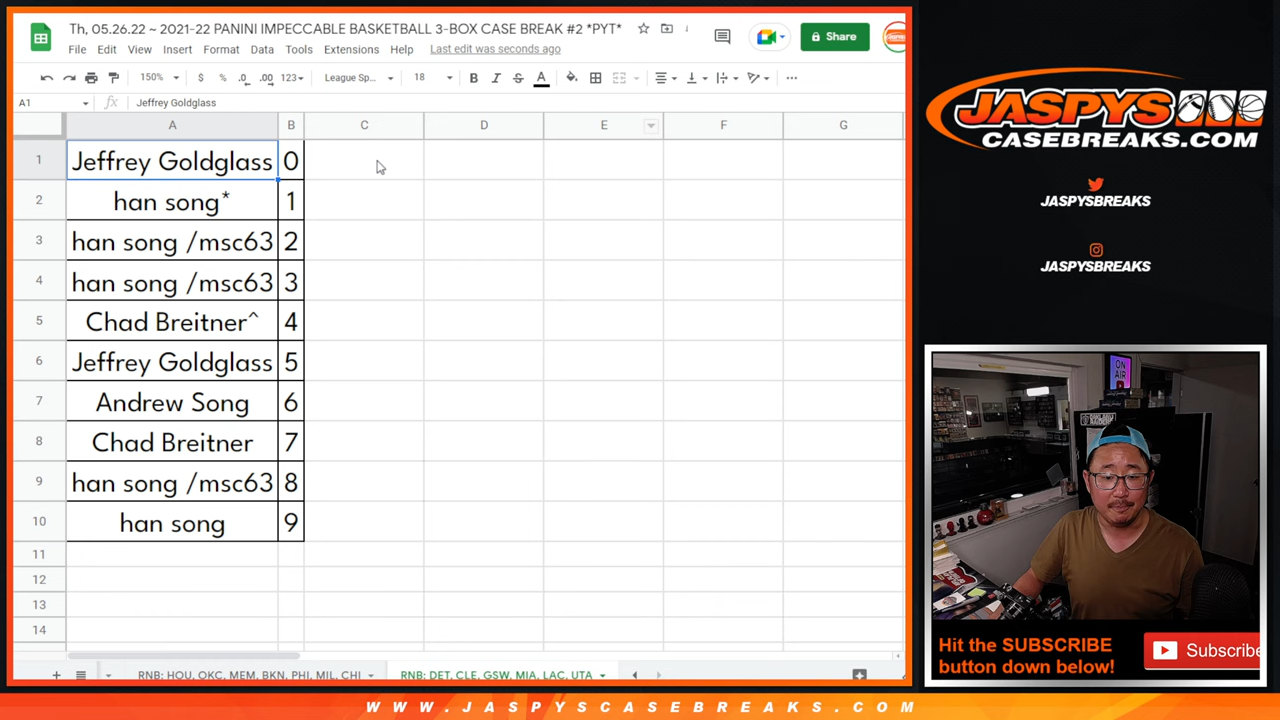 Th, 05.26.22 ~ 2021-22 PANINI IMPECCABLE BASKETBALL 3-BOX CASE BREAK #2 *PYT*
File Edit View Insert Format Data Tools Extensions Help Last edit was seconds ago
Share
150% $ % .0 .00 123 League Sp... 18 B I S A
A1 fx Jeffrey Goldglass
A B C D E F G
1 Jeffrey Goldglass 0
2 han song* 1
3 han song /msc63 2
4 han song /msc63 3
5 Chad Breitner^ 4
6 Jeffrey Goldglass 5
7 Andrew Song 6
8 Chad Breitner 7
9 han song /msc63 8
10 han song 9
11
12
13
14
RNB: HOU, OKC, MEM, BKN, PHI, MIL, CHI RNB: DET, CLE, GSW, MIA, LAC, UTA
JASPYS
CASEBREAKS.COM
JASPYSBREAKS
JASPYSBREAKS
ON
AIR
Hit the SUBSCRIBE
button down below!
Subscribe
WWW.JASPYSCASEBREAKS.COM